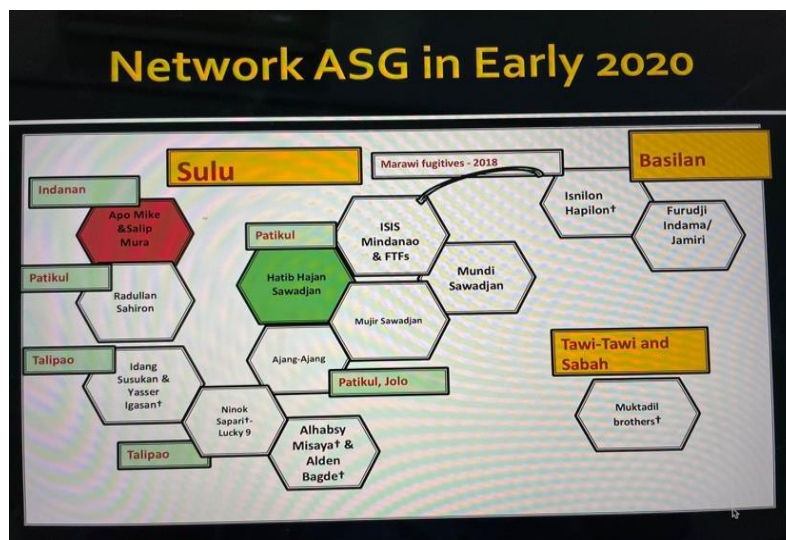 Network ASG in Early 2020
Sulu
Marawi fugitives - 2018
Basilan
Indanan
Apo Mike
&Salip
Mura
Patikul
Radullan
Sahiron
Talipao
Idang
Susukan &
Yasser
Igasan†
Ninok
Sapari†-
Lucky 9
Talipao
Patikul
Hatib Hajan
Sawadjan
Ajang-Ajang
ISIS
Mindanao
& FTFs
Mundi
Sawadjan
Mujir Sawadjan
Patikul, Jolo
Alhabsy
Misaya† &
Alden
Bagde†
Isnilon
Hapilon†
Furudji
Indama/
Jamiri
Tawi-Tawi and
Sabah
Muktadil
brothers†